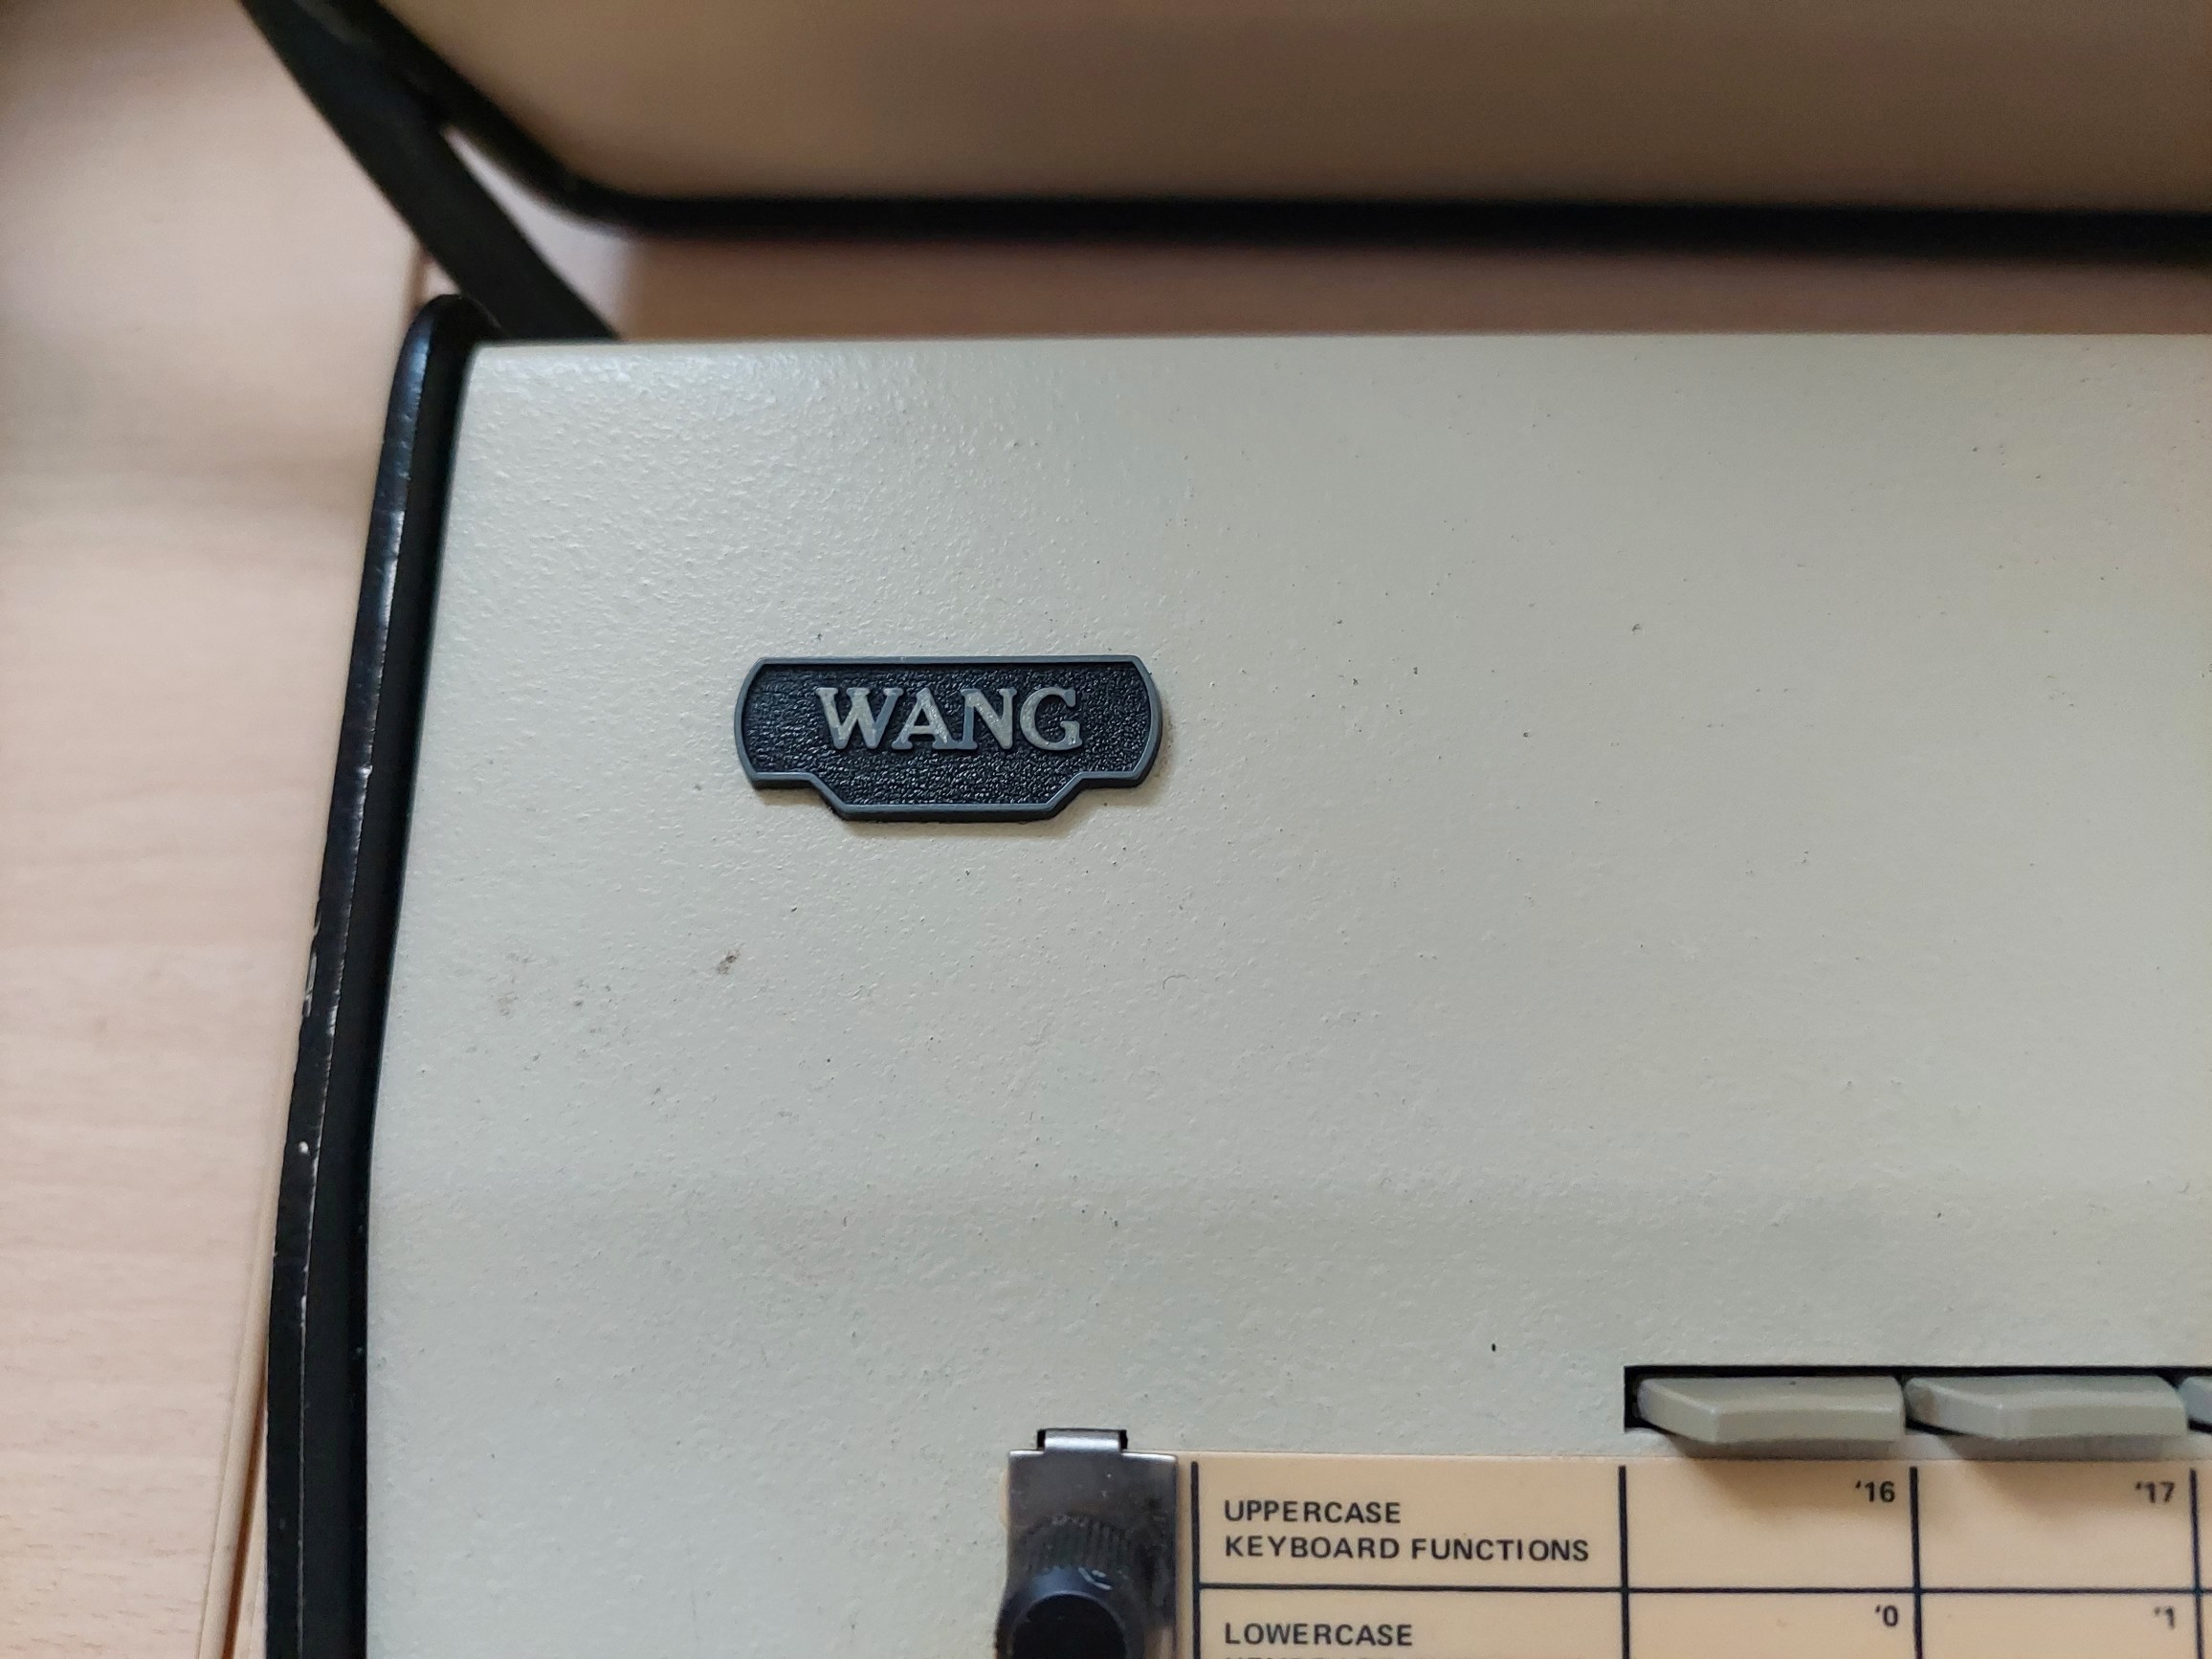 WANG
UPPERCASE
KEYBOARD FUNCTIONS
'16
'17
LOWERCASE
'0
'1